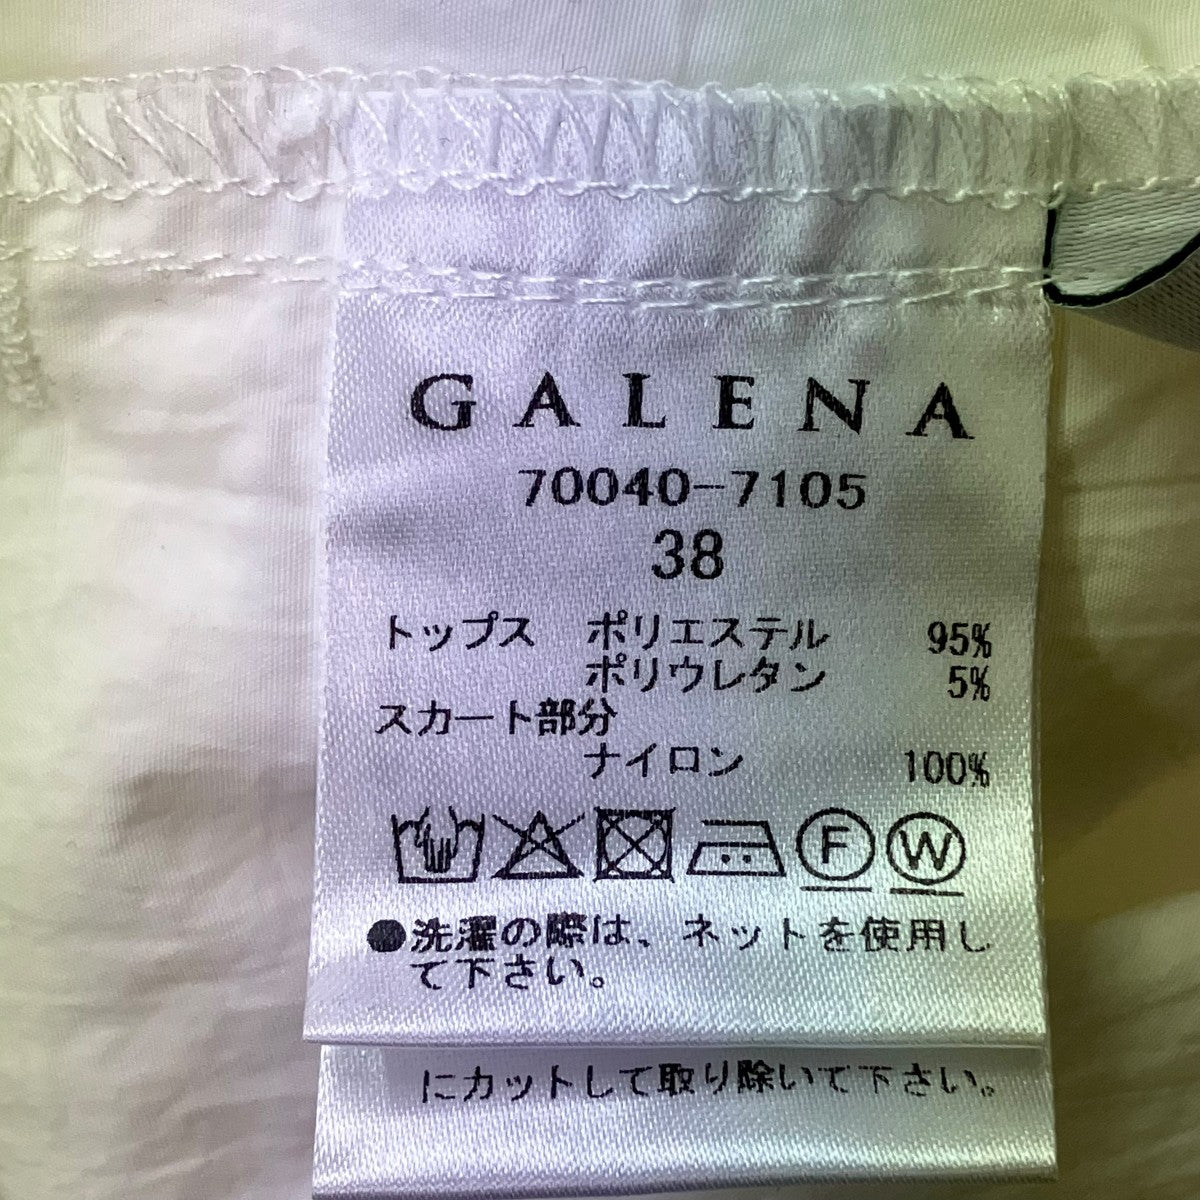 GALENA
70040-7105
38
トップス ポリエステル 95%
ポリウレタン 5%
スカート部分
ナイロン 100%
F W
●洗濯の際は、ネットを使用し
て下さい。
にカットして取り除いて下さい。